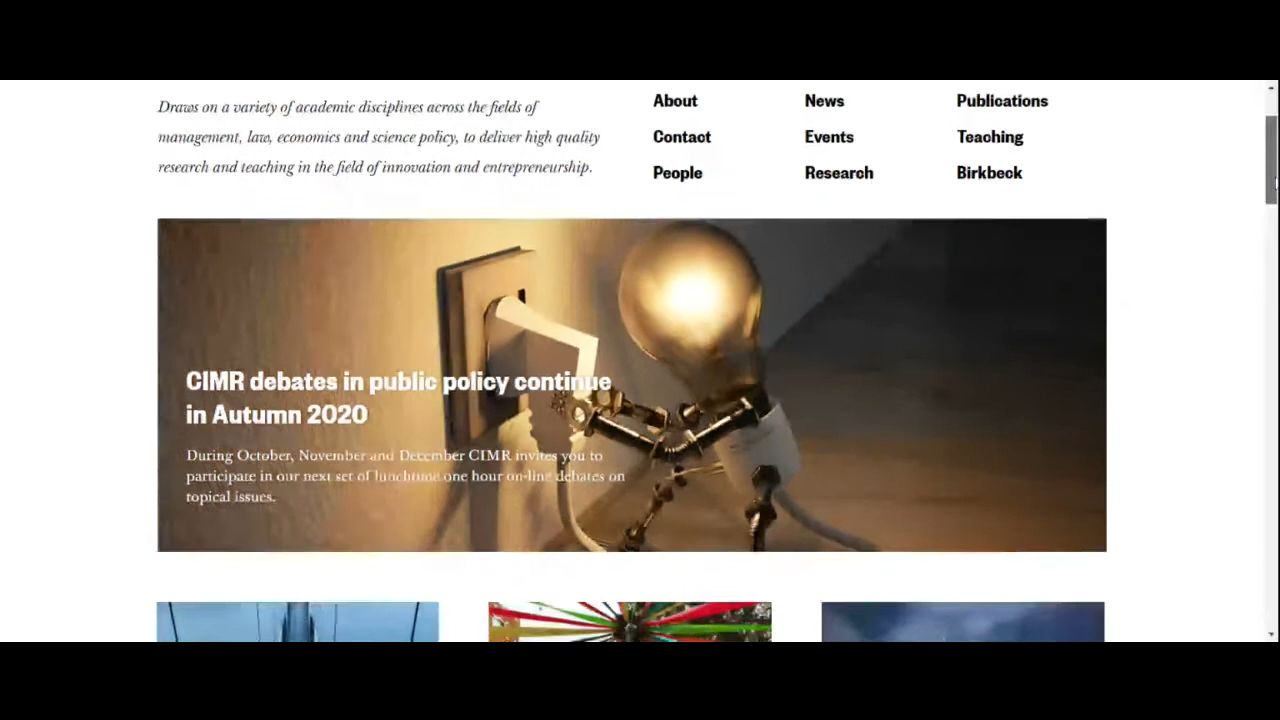 Draws on a variety of academic disciplines across the fields of
management, law, economics and science policy, to deliver high quality
research and teaching in the field of innovation and entrepreneurship.
About News Publications
Contact Events Teaching
People Research Birkbeck
CIMR debates in public policy continue
in Autumn 2020
During October, November and December CIMR invites you to
participate in our next set of lunchtime one hour on-line debates on
topical issues.